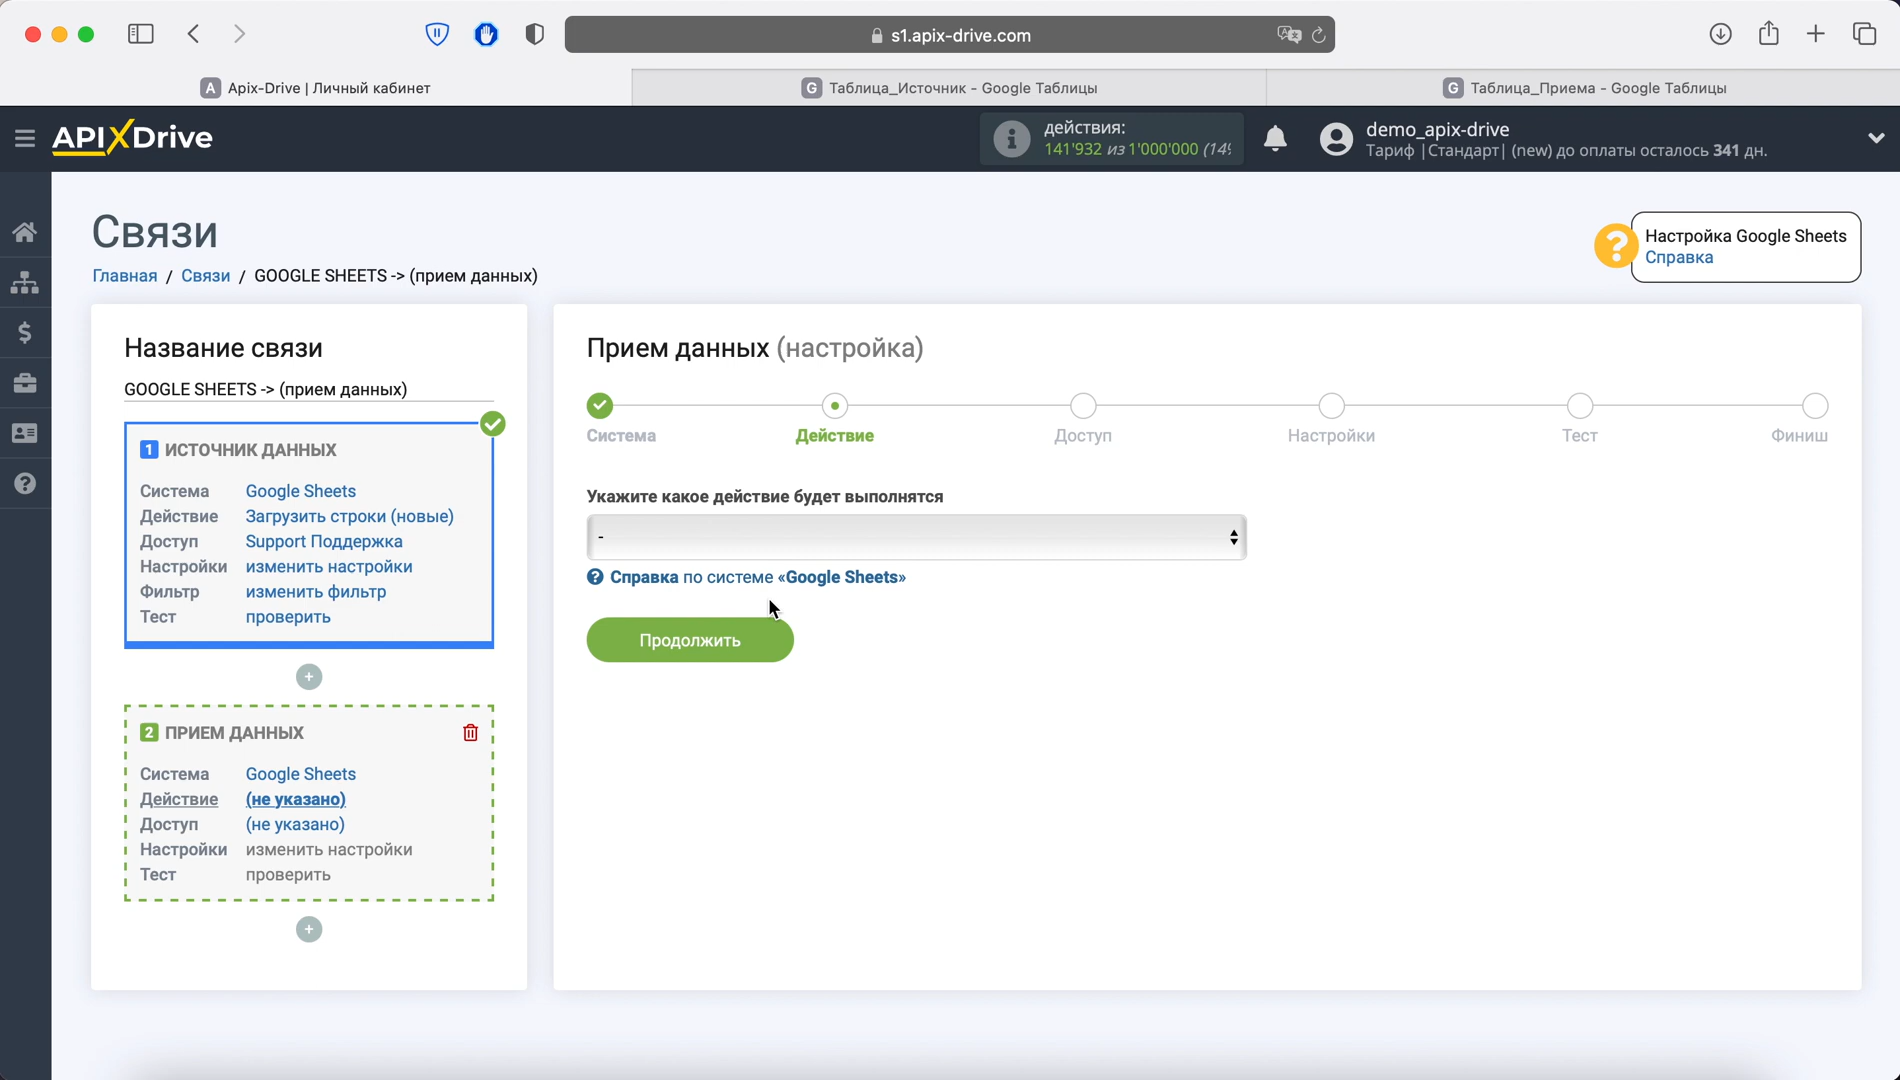 s1.apix-drive.com
A Apix-Drive | Личный кабинет
G Таблица_Источник - Google Таблицы
G Таблица_Приема - Google Таблицы
APIXDrive
действия:
141'932 из 1'000'000 (14%
demo_apix-drive
Тариф |Стандарт| (new) до оплаты осталось 341 дн.
Связи
Главная / Связи / GOOGLE SHEETS -> (прием данных)
? Настройка Google Sheets
Справка
Название связи
GOOGLE SHEETS -> (прием данных)
1 ИСТОЧНИК ДАННЫХ
Система Google Sheets
Действие Загрузить строки (новые)
Доступ Support Поддержка
Настройки изменить настройки
Фильтр изменить фильтр
Тест проверить
+
2 ПРИЕМ ДАННЫХ
Система Google Sheets
Действие (не указано)
Доступ (не указано)
Настройки изменить настройки
Тест проверить
+
Прием данных (настройка)
Система Действие Доступ Настройки Тест Финиш
Укажите какое действие будет выполнятся
-
? Справка по системе «Google Sheets»
Продолжить